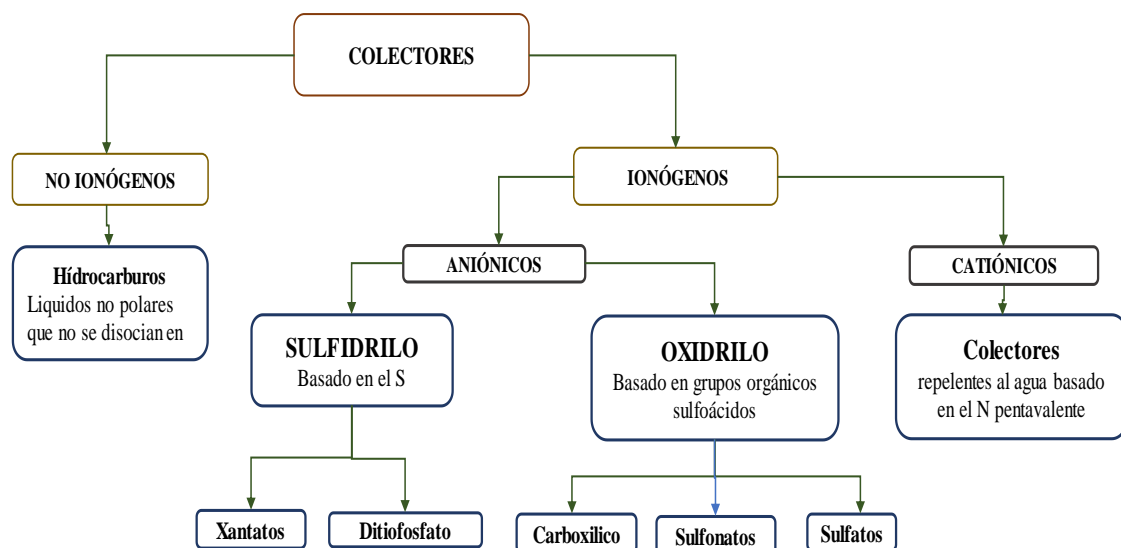 COLECTORES
NO IONÓGENOS
IONÓGENOS
Hídrocarburos
Liquidos no polares
que no se disocian en
ANIÓNICOS
CATIÓNICOS
SULFIDRILO
Basado en el S
OXIDRILO
Basado en grupos orgánicos
sulfoácidos
Colectores
repelentes al agua basado
en el N pentavalente
Xantatos
Ditiofosfato
Carboxilico
Sulfonatos
Sulfatos